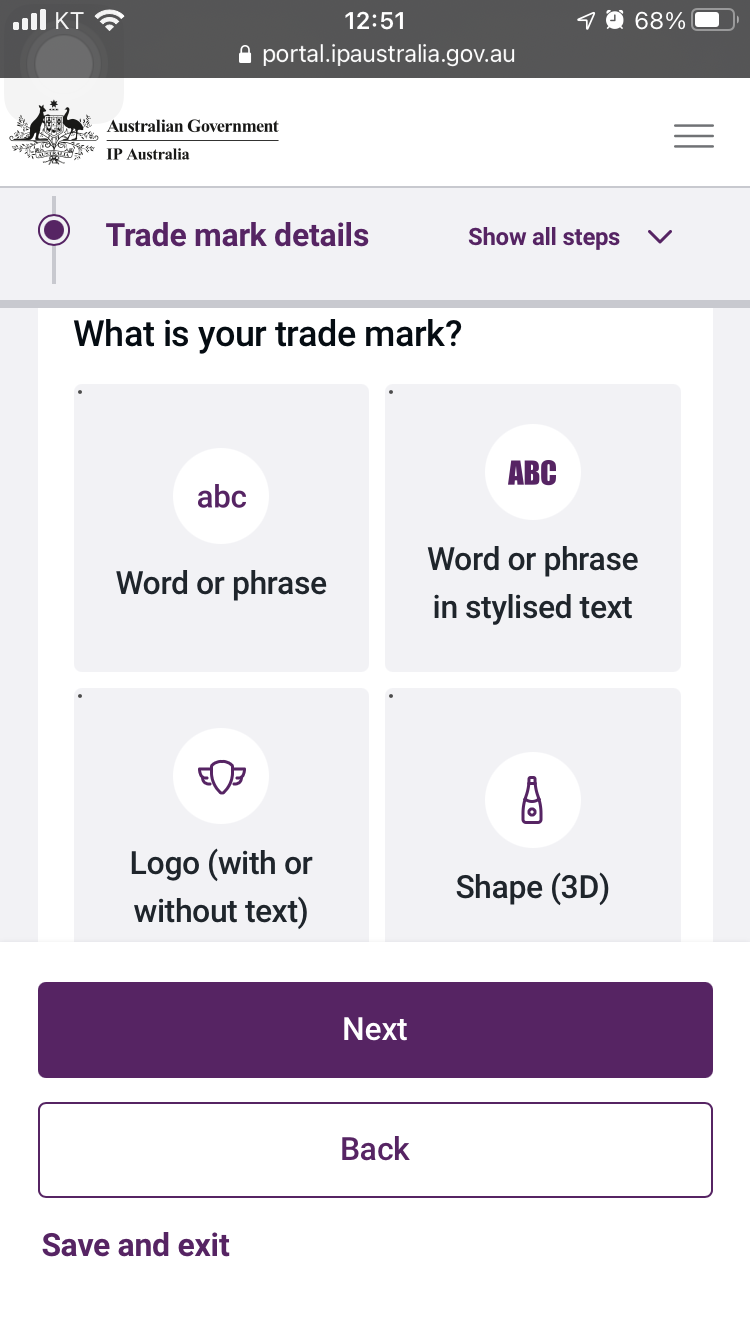 KT 12:51 68%
portal.ipaustralia.gov.au
Australian Government
IP Australia
Trade mark details Show all steps
What is your trade mark?
abc
Word or phrase
ABC
Word or phrase
in stylised text
Logo (with or
without text)
Shape (3D)
Next
Back
Save and exit